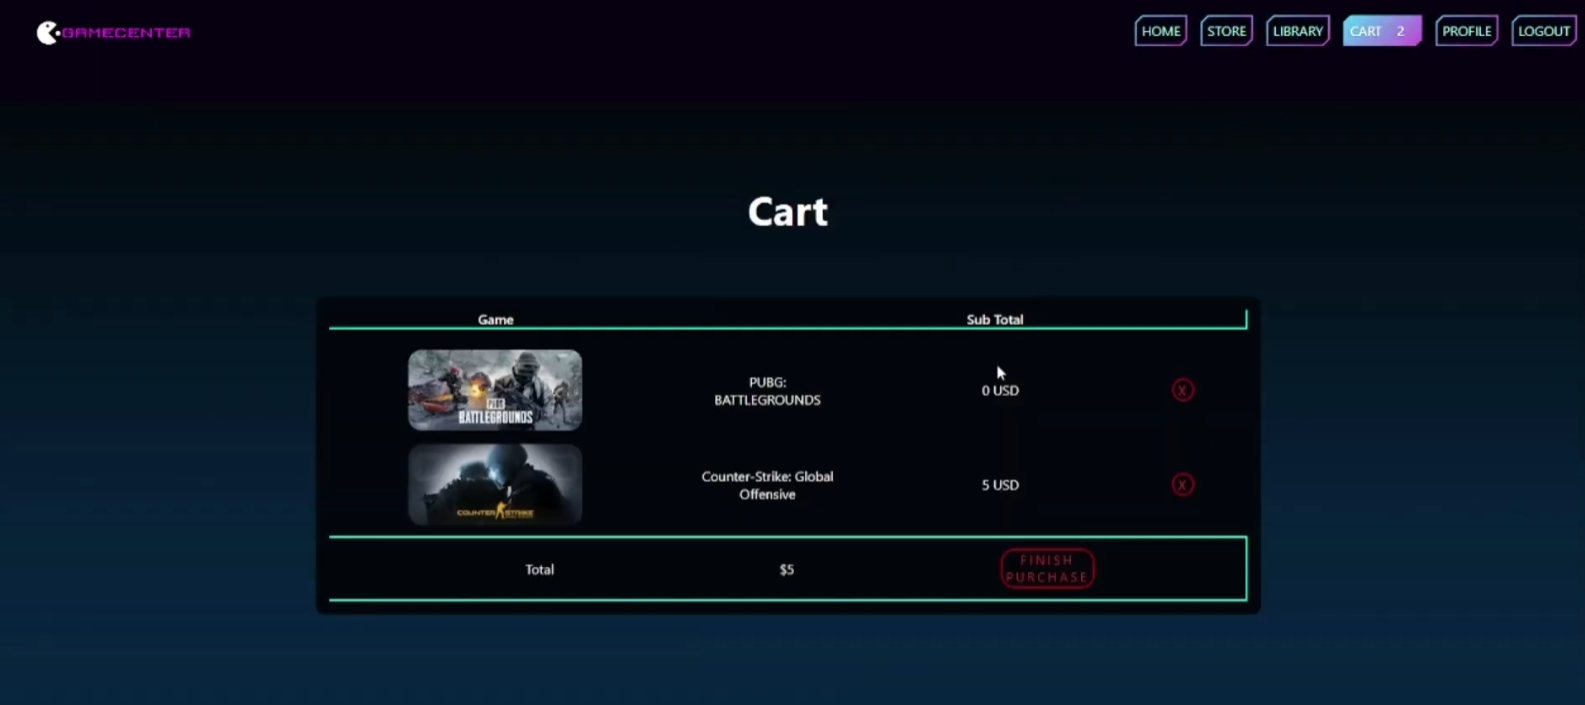 GAMECENTER
HOME
STORE
LIBRARY
CART 2
PROFILE
LOGOUT
Cart
Game
Sub Total
PUBG
BATTLEGROUNDS
PUBG:
BATTLEGROUNDS
0 USD
X
COUNTER STRIKE
Counter-Strike: Global
Offensive
5 USD
X
Total
$5
FINISH
PURCHASE